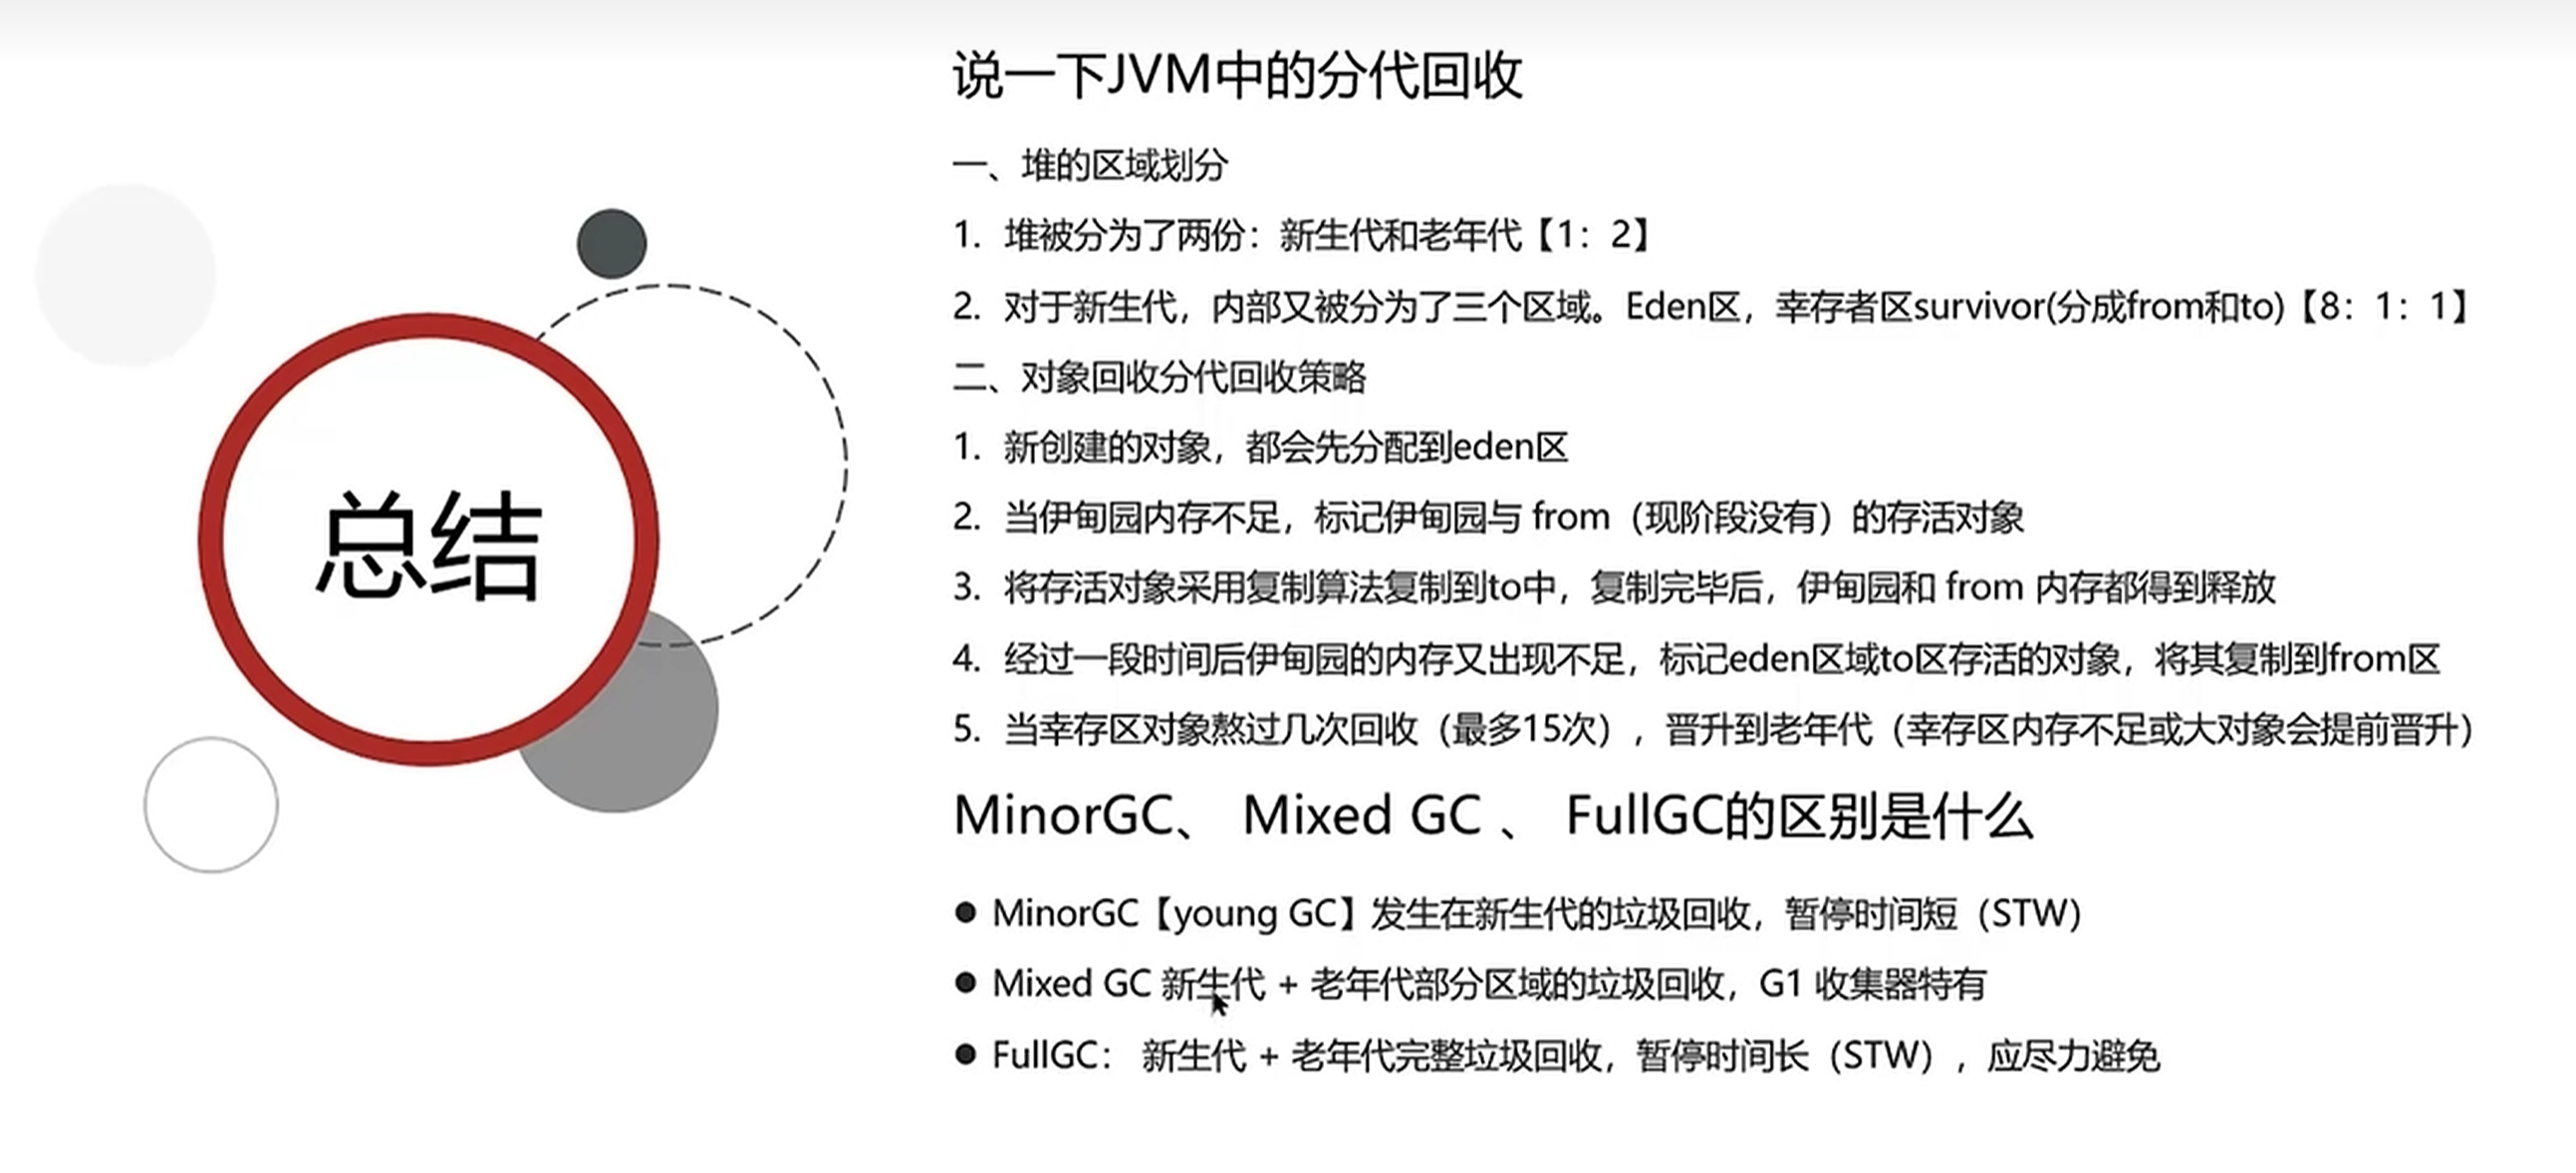 总结
说一下JVM中的分代回收
一、堆的区域划分
1. 堆被分为了两份：新生代和老年代【1：2】
2. 对于新生代，内部又被分为了三个区域。Eden区，幸存者区survivor(分成from和to)【8：1：1】
二、对象回收分代回收策略
1. 新创建的对象，都会先分配到eden区
2. 当伊甸园内存不足，标记伊甸园与 from（现阶段没有）的存活对象
3. 将存活对象采用复制算法复制到to中，复制完毕后，伊甸园和 from 内存都得到释放
4. 经过一段时间后伊甸园的内存又出现不足，标记eden区域to区存活的对象，将其复制到from区
5. 当幸存区对象熬过几次回收（最多15次），晋升到老年代（幸存区内存不足或大对象会提前晋升）
MinorGC、 Mixed GC 、 FullGC的区别是什么
● MinorGC【young GC】发生在新生代的垃圾回收，暂停时间短（STW）
● Mixed GC 新生代 + 老年代部分区域的垃圾回收，G1 收集器特有
● FullGC： 新生代 + 老年代完整垃圾回收，暂停时间长（STW），应尽力避免